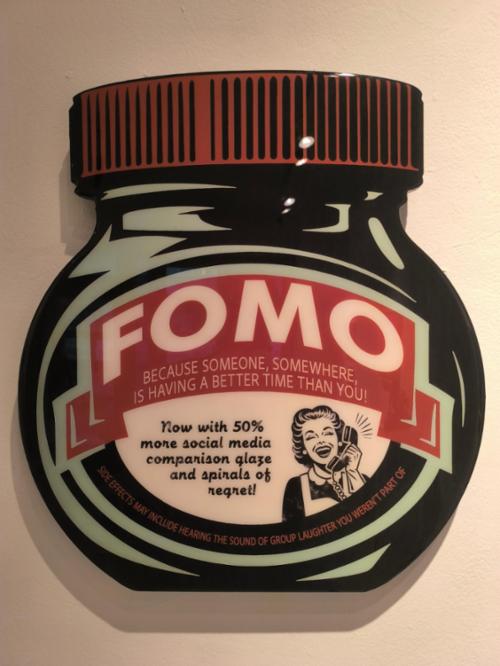 FOMO
BECAUSE SOMEONE, SOMEWHERE,
IS HAVING A BETTER TIME THAN YOU!
Now with 50%
more social media
comparison glaze
and spirals of
regret!
SIDE EFFECTS MAY INCLUDE HEARING THE SOUND OF GROUP LAUGHTER YOU WEREN'T PART OF